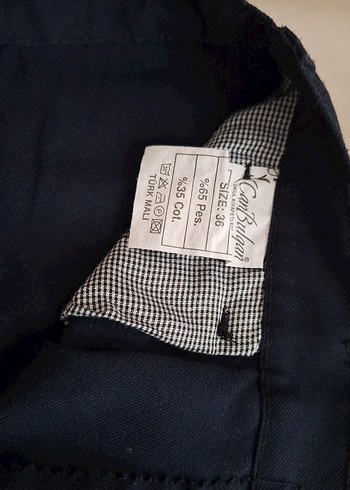 CanBulgan®
SIZE: 36
%65 Pes.
%35 Cot.
TÜRK MALI